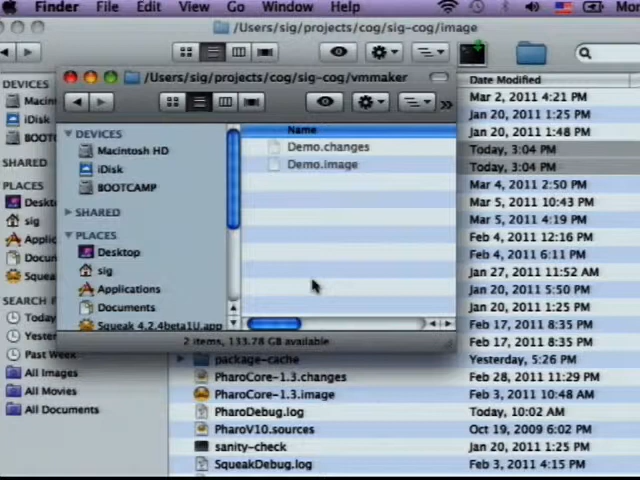 Finder File Edit View Go Window Help
/Users/sig/projects/cog/sig-cog/image
/Users/sig/projects/cog/sig-cog/vmmaker
DEVICES
iDisk
SHARED
PLACES
sig
Today
Past Week
All Images
All Movies
All Documents
DEVICES
Macintosh HD
iDisk
BOOTCAMP
SHARED
PLACES
Desktop
sig
Applications
Documents
Squeak 4.2.4beta1U.app
Name
Demo.changes
Demo.image
2 items, 133.78 GB available
package-cache
PharoCore-1.3.changes
PharoCore-1.3.image
PharoDebug.log
PharoV10.sources
sanity-check
SqueakDebug.log
Date Modified
Mar 2, 2011 4:21 PM
Jan 20, 2011 1:25 PM
Jan 20, 2011 1:48 PM
Today, 3:04 PM
Today, 3:04 PM
Mar 4, 2011 2:50 PM
Mar 5, 2011 10:43 PM
Mar 5, 2011 4:19 PM
Feb 4, 2011 12:16 PM
Feb 4, 2011 6:11 PM
Jan 27, 2011 11:52 AM
Jan 20, 2011 5:50 PM
Jan 20, 2011 1:25 PM
Feb 17, 2011 8:35 PM
Feb 17, 2011 8:35 PM
Yesterday, 5:26 PM
Feb 28, 2011 11:29 PM
Feb 3, 2011 10:48 AM
Today, 10:02 AM
Oct 19, 2009 6:02 PM
Jan 20, 2011 1:25 PM
Feb 3, 2011 4:15 PM